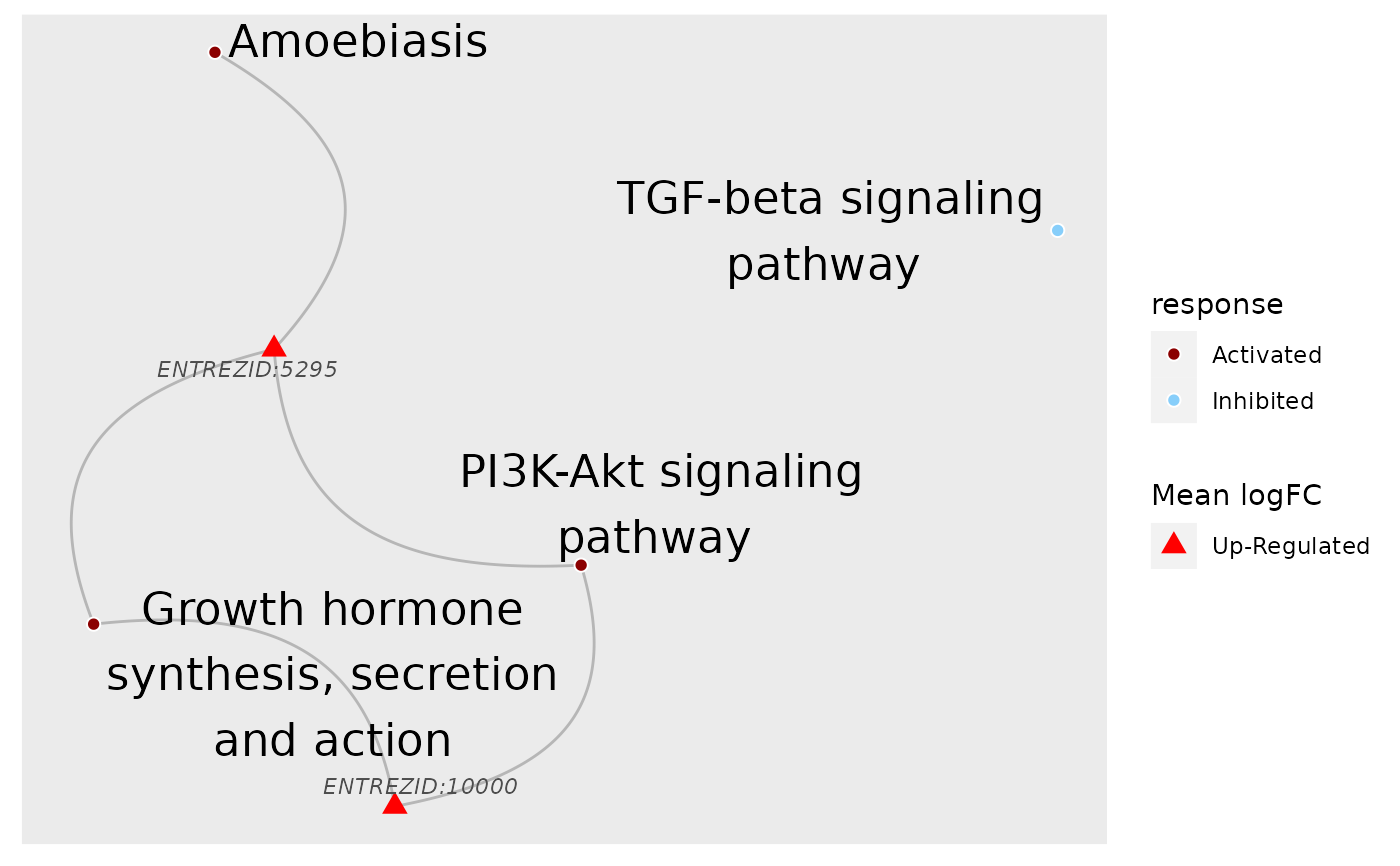 Amoebiasis
TGF-beta signaling
pathway
ENTREZID:5295
PI3K-Akt signaling
pathway
Growth hormone
synthesis, secretion
and action
ENTREZID:10000
response
Activated
Inhibited
Mean logFC
Up-Regulated